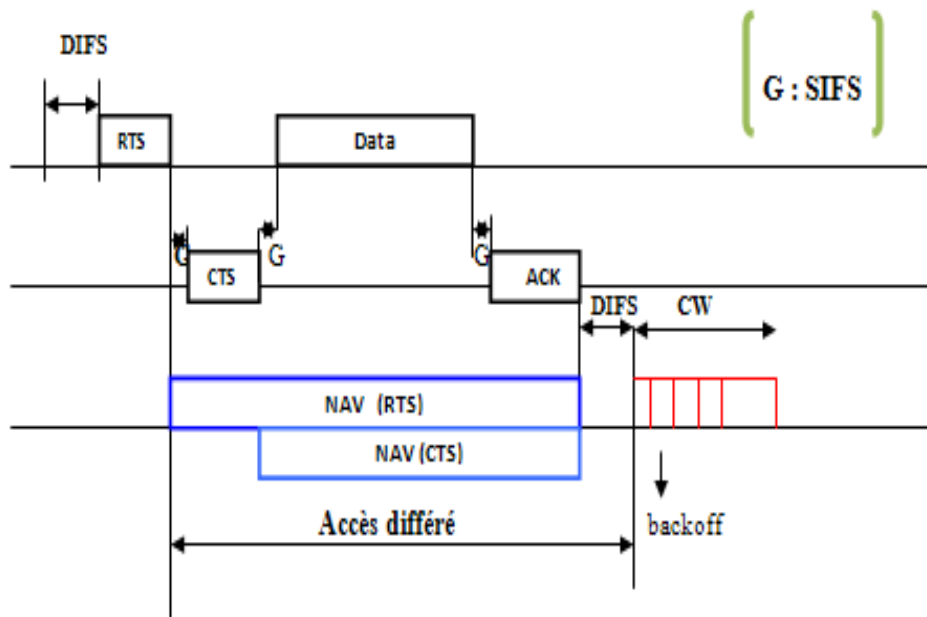 DIFS
G : SIFS
RTS
Data
G
G
G
CTS
ACK
DIFS
CW
NAV (RTS)
NAV (CTS)
Accès différé
backoff